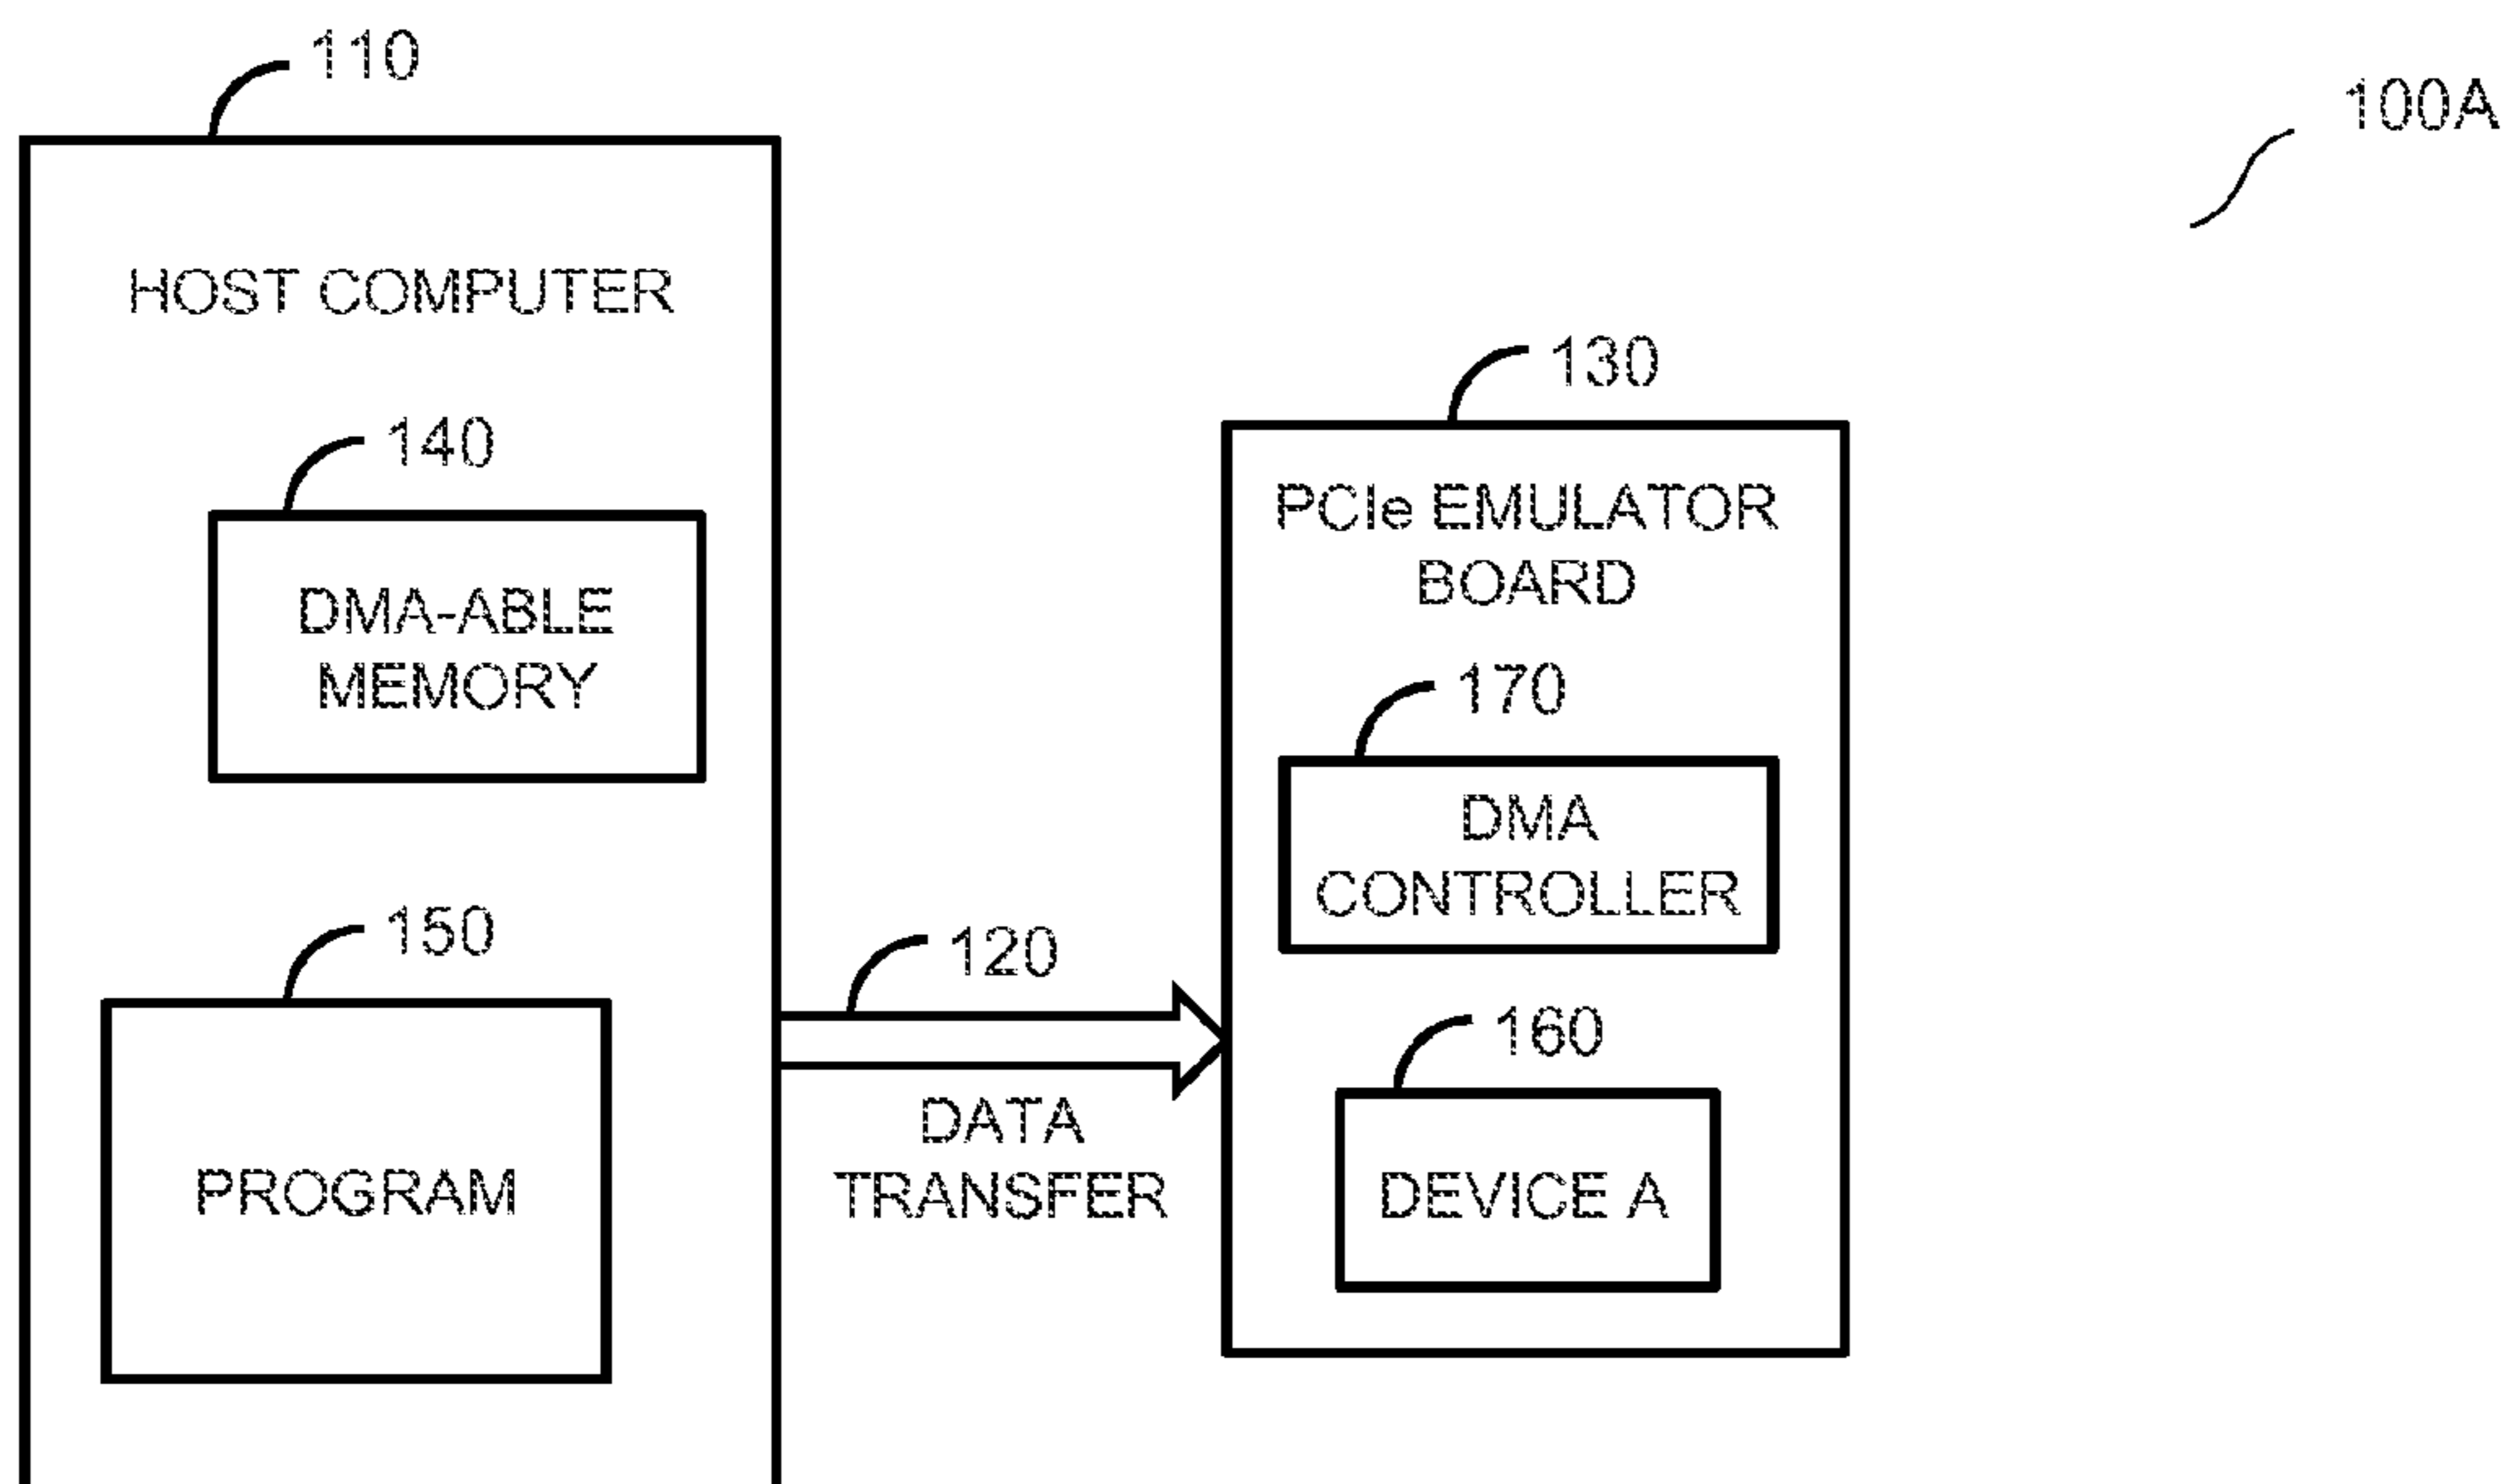 110
100A
HOST COMPUTER
130
140
PCIe EMULATOR
BOARD
DMA-ABLE
MEMORY
170
DMA
CONTROLLER
150
120
160
DATA
TRANSFER
PROGRAM
DEVICE A